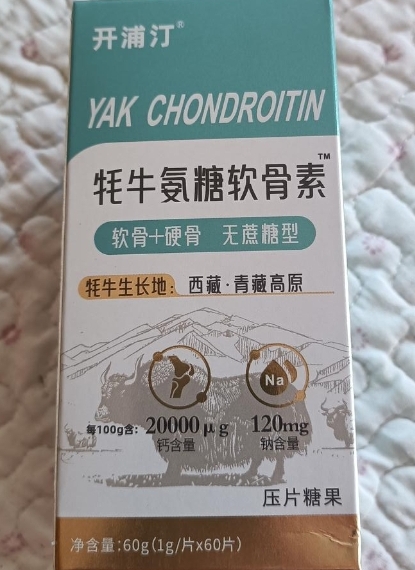 开浦汀®
YAK CHONDROITIN
牦牛氨糖软骨素™
软骨+硬骨 无蔗糖型
牦牛生长地： 西藏·青藏高原
Na
每100g含： 20000μg 120mg
钙含量 钠含量
压片糖果
净含量：60g(1g/片x60片)